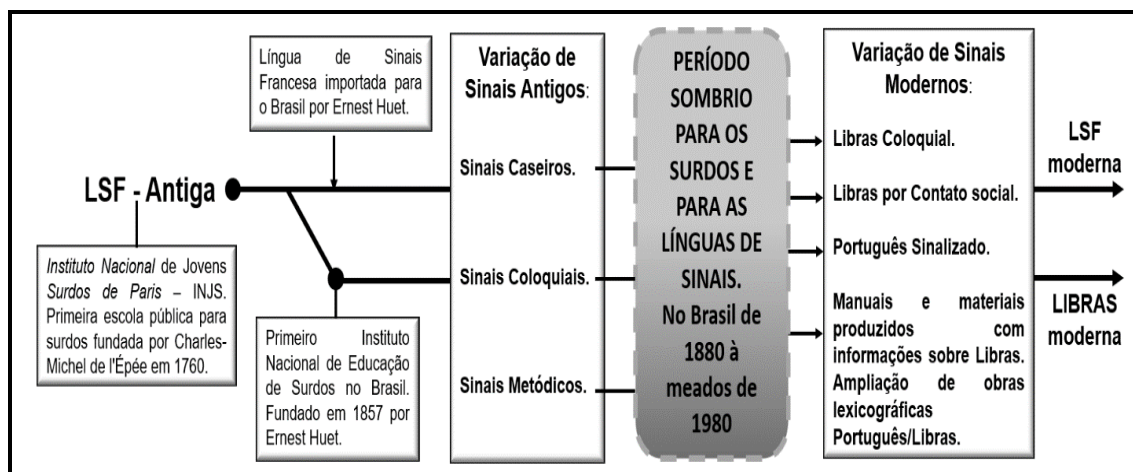 Língua de Sinais
Francesa importada para
o Brasil por Ernest Huet.
LSF - Antiga
Instituto Nacional de Jovens
Surdos de Paris – INJS.
Primeira escola pública para
surdos fundada por Charles-
Michel de l'Épée em 1760.
Primeiro Instituto
Nacional de Educação
de Surdos no Brasil.
Fundado em 1857 por
Ernest Huet.
Variação de
Sinais Antigos:
Sinais Caseiros.
Sinais Coloquiais.
Sinais Metódicos.
PERÍODO
SOMBRIO
PARA OS
SURDOS E
PARA AS
LÍNGUAS DE
SINAIS.
No Brasil de
1880 à
meados de
1980
Variação de Sinais
Modernos:
Libras Coloquial.
Libras por Contato social.
Português Sinalizado.
Manuais e materiais
produzidos com
informações sobre Libras.
Ampliação de obras
lexicográficas
Português/Libras.
LSF
moderna
LIBRAS
moderna